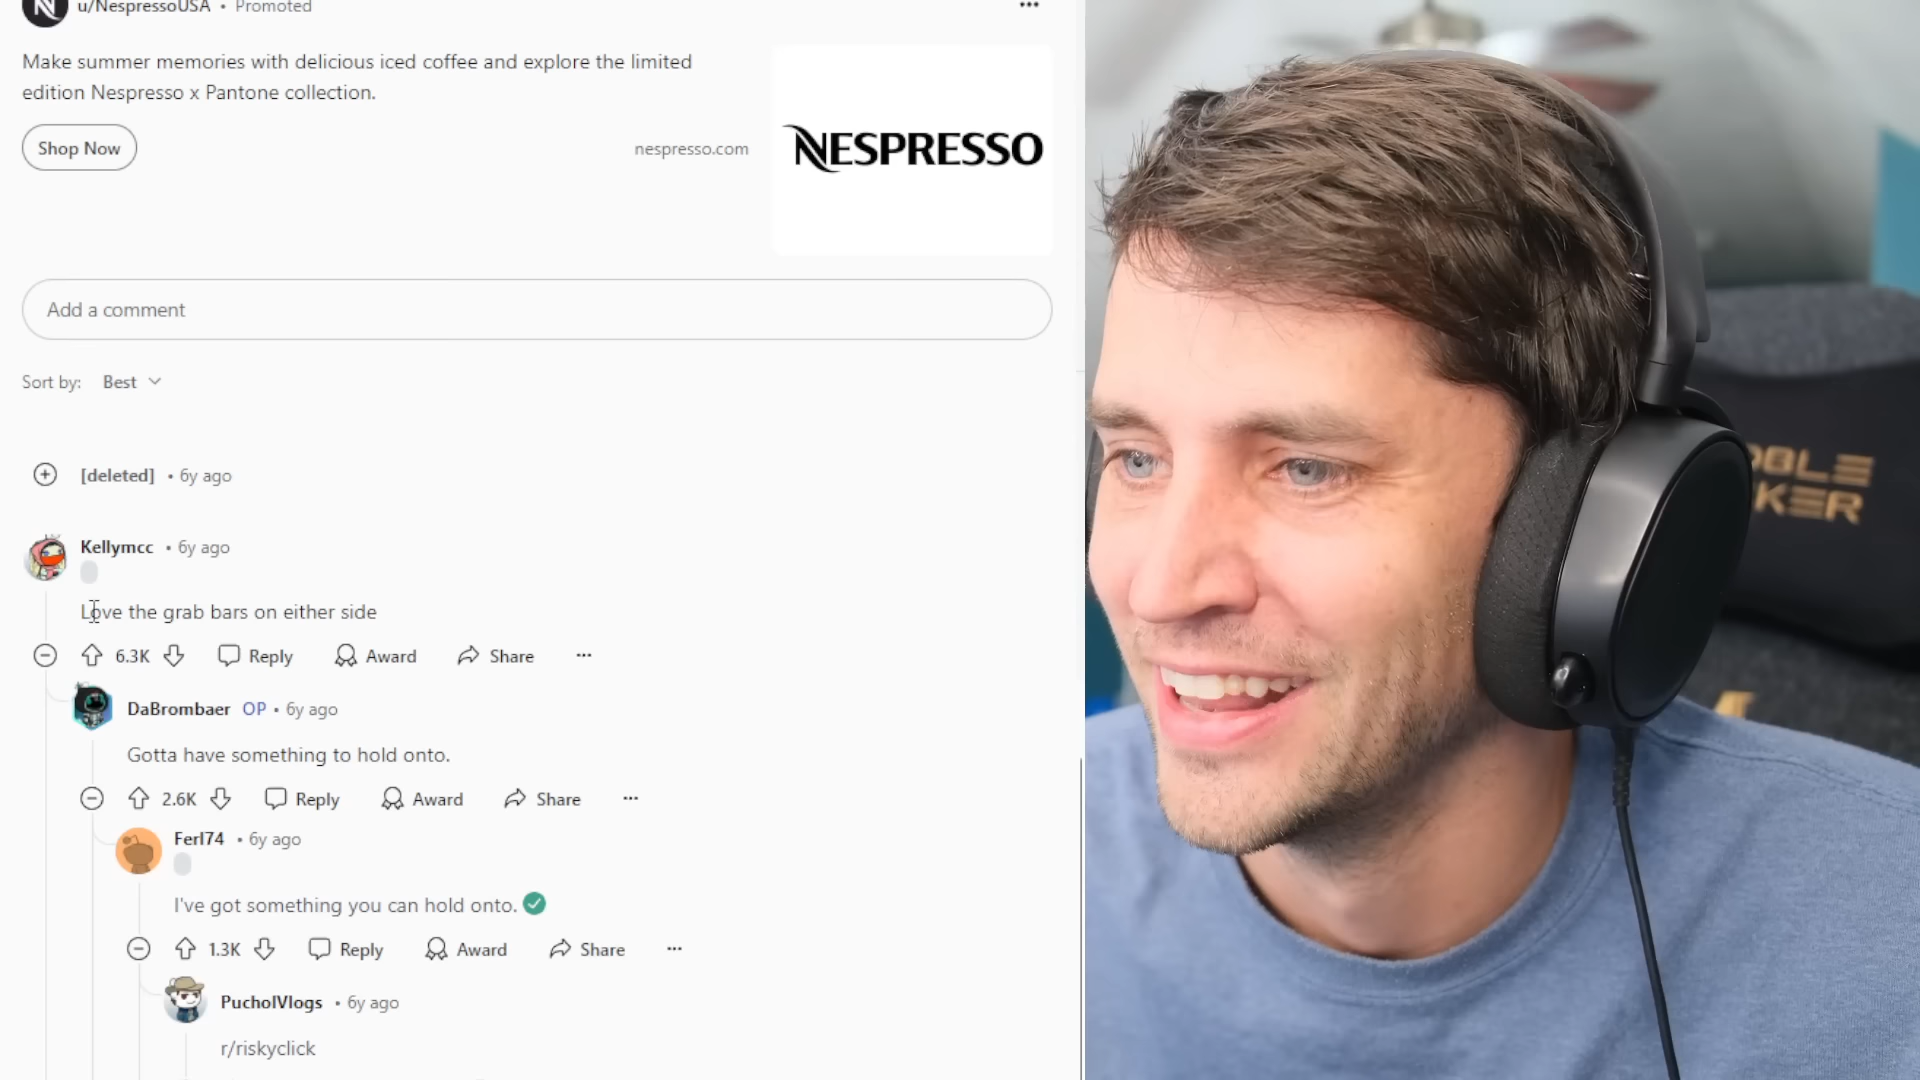 u/NespressoUSA • Promoted
Make summer memories with delicious iced coffee and explore the limited
edition Nespresso x Pantone collection.
Shop Now
nespresso.com
NESPRESSO
Add a comment
Sort by: Best
[deleted] • 6y ago
Kellymcc • 6y ago
Love the grab bars on either side
6.3K Reply Award Share
DaBrombaer OP • 6y ago
Gotta have something to hold onto.
2.6K Reply Award Share
Ferl74 • 6y ago
I've got something you can hold onto.
1.3K Reply Award Share
PucholVlogs • 6y ago
r/riskyclick